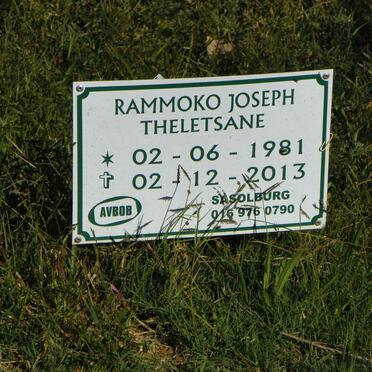 RAMMOKO JOSEPH
THELETSANE
✶ 02 - 06 - 1981
✝ 02 - 12 - 2013
AVBOB
SASOLBURG
016 976 0790